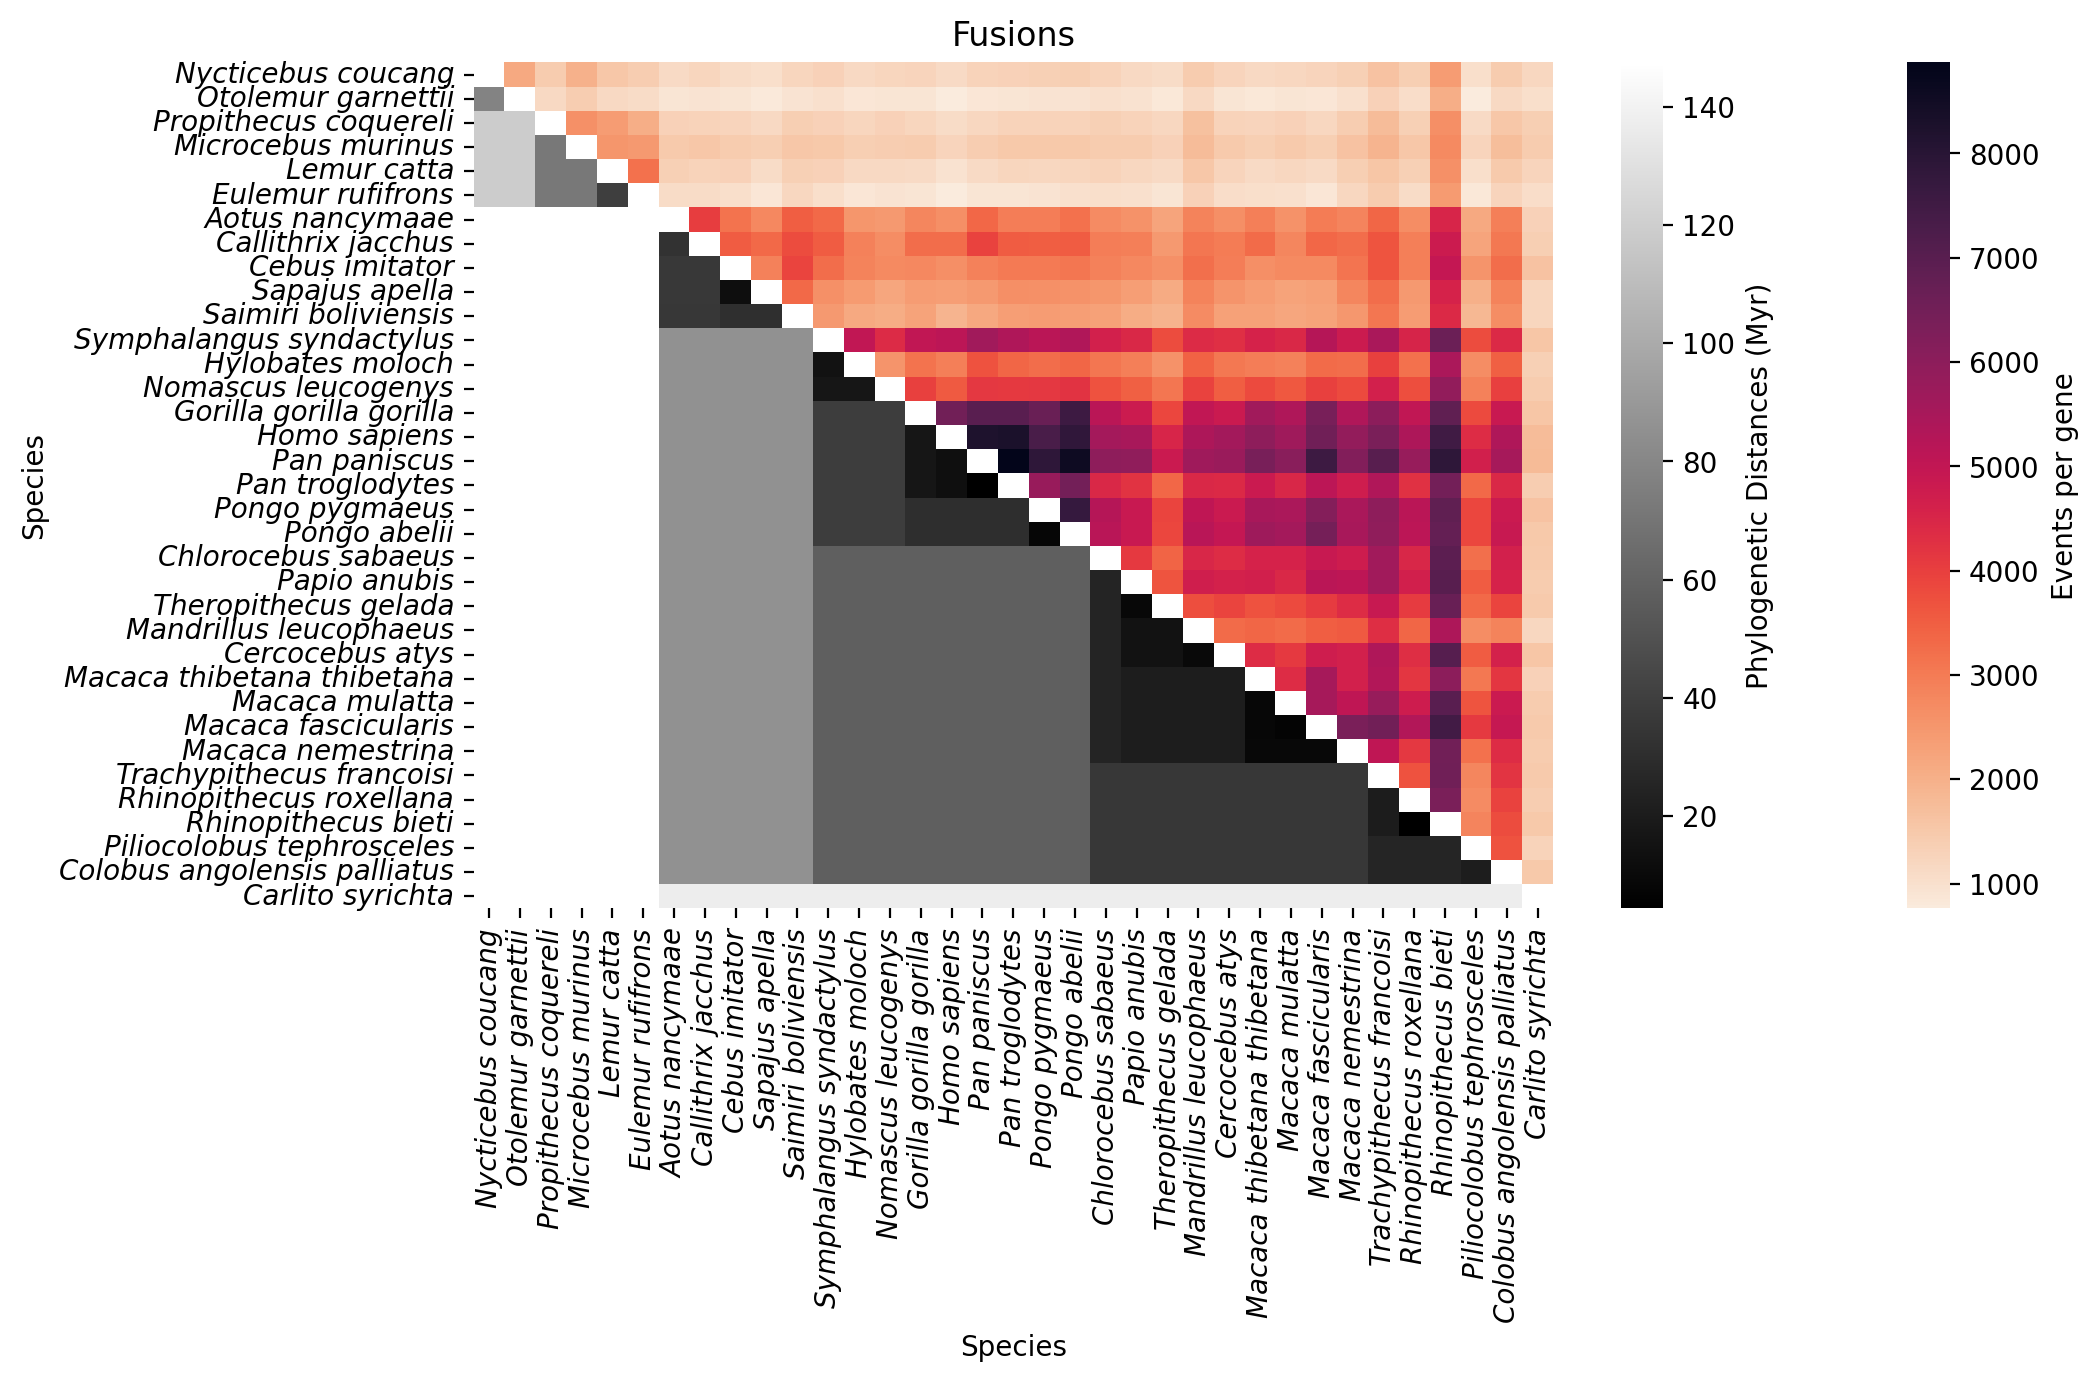 Fusions
Nycticebus coucang
Otolemur garnettii
Propithecus coquereli
Microcebus murinus
Lemur catta
Eulemur rufifrons
Aotus nancymaae
Callithrix jacchus
Cebus imitator
Sapajus apella
Saimiri boliviensis
Symphalangus syndactylus
Hylobates moloch
Nomascus leucogenys
Gorilla gorilla gorilla
Homo sapiens
Pan paniscus
Pan troglodytes
Pongo pygmaeus
Pongo abelii
Chlorocebus sabaeus
Papio anubis
Theropithecus gelada
Mandrillus leucophaeus
Cercocebus atys
Macaca thibetana thibetana
Macaca mulatta
Macaca fascicularis
Macaca nemestrina
Trachypithecus francoisi
Rhinopithecus roxellana
Rhinopithecus bieti
Piliocolobus tephrosceles
Colobus angolensis palliatus
Carlito syrichta
Species
Nycticebus coucang
Otolemur garnettii
Propithecus coquereli
Microcebus murinus
Lemur catta
Eulemur rufifrons
Aotus nancymaae
Callithrix jacchus
Cebus imitator
Sapajus apella
Saimiri boliviensis
Symphalangus syndactylus
Hylobates moloch
Nomascus leucogenys
Gorilla gorilla gorilla
Homo sapiens
Pan paniscus
Pan troglodytes
Pongo pygmaeus
Pongo abelii
Chlorocebus sabaeus
Papio anubis
Theropithecus gelada
Mandrillus leucophaeus
Cercocebus atys
Macaca thibetana thibetana
Macaca mulatta
Macaca fascicularis
Macaca nemestrina
Trachypithecus francoisi
Rhinopithecus roxellana
Rhinopithecus bieti
Piliocolobus tephrosceles
Colobus angolensis palliatus
Carlito syrichta
Species
140
120
100
80
60
40
20
Phylogenetic Distances (Myr)
8000
7000
6000
5000
4000
3000
2000
1000
Events per gene